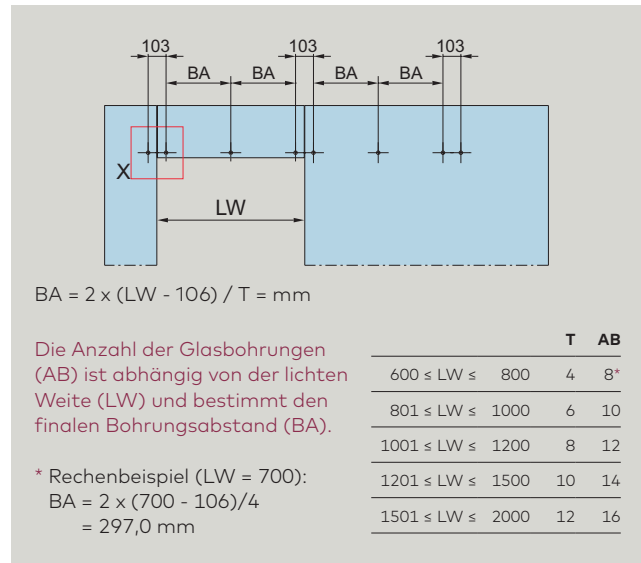 103 103 103
BA BA BA BA
X
LW
BA = 2 x (LW - 106) / T = mm
Die Anzahl der Glasbohrungen
(AB) ist abhängig von der lichten
Weite (LW) und bestimmt den
finalen Bohrungsabstand (BA).
* Rechenbeispiel (LW = 700):
BA = 2 x (700 - 106)/4
= 297,0 mm
T AB
600 ≤ LW ≤ 800 4 8*
801 ≤ LW ≤ 1000 6 10
1001 ≤ LW ≤ 1200 8 12
1201 ≤ LW ≤ 1500 10 14
1501 ≤ LW ≤ 2000 12 16